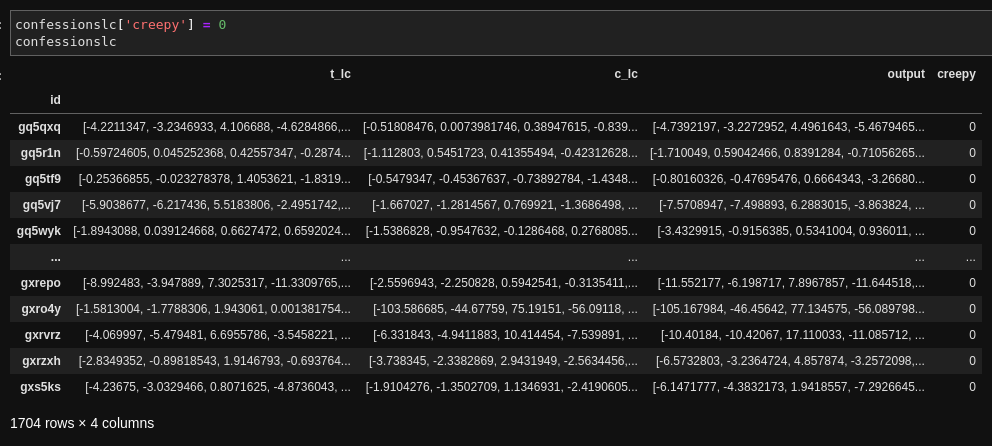 confessionslc['creepy'] = 0
confessionslc
t_lc c_lc output creepy
id
gq5qxq [-4.2211347, -3.2346933, 4.106688, -4.6284866,... [-0.51808476, 0.0073981746, 0.38947615, -0.839... [-4.7392197, -3.2272952, 4.4961643, -5.4679465... 0
gq5r1n [-0.59724605, 0.045252368, 0.42557347, -0.2874... [-1.112803, 0.5451723, 0.41355494, -0.42312628... [-1.710049, 0.59042466, 0.8391284, -0.71056265... 0
gq5tf9 [-0.25366855, -0.023278378, 1.4053621, -1.8319... [-0.5479347, -0.45367637, -0.73892784, -1.4348... [-0.80160326, -0.47695476, 0.6664343, -3.26680... 0
gq5vj7 [-5.9038677, -6.217436, 5.5183806, -2.4951742,... [-1.667027, -1.2814567, 0.769921, -1.3686498, ... [-7.5708947, -7.498893, 6.2883015, -3.863824, ... 0
gq5wyk [-1.8943088, 0.039124668, 0.6627472, 0.6592024... [-1.5386828, -0.9547632, -0.1286468, 0.2768085... [-3.4329915, -0.9156385, 0.5341004, 0.936011, ... 0
... ... ... ... ...
gxrepo [-8.992483, -3.947889, 7.3025317, -11.3309765,... [-2.5596943, -2.250828, 0.5942541, -0.3135411,... [-11.552177, -6.198717, 7.8967857, -11.644518,... 0
gxro4y [-1.5813004, -1.7788306, 1.943061, 0.001381754... [-103.586685, -44.67759, 75.19151, -56.09118, ... [-105.167984, -46.45642, 77.134575, -56.089798... 0
gxrvrz [-4.069997, -5.479481, 6.6955786, -3.5458221, ... [-6.331843, -4.9411883, 10.414454, -7.539891, ... [-10.40184, -10.42067, 17.110033, -11.085712, ... 0
gxrzxh [-2.8349352, -0.89818543, 1.9146793, -0.693764... [-3.738345, -2.3382869, 2.9431949, -2.5634456,... [-6.5732803, -3.2364724, 4.857874, -3.2572098,... 0
gxs5ks [-4.23675, -3.0329466, 0.8071625, -4.8736043, ... [-1.9104276, -1.3502709, 1.1346931, -2.4190605... [-6.1471777, -4.3832173, 1.9418557, -7.2926645... 0
1704 rows × 4 columns